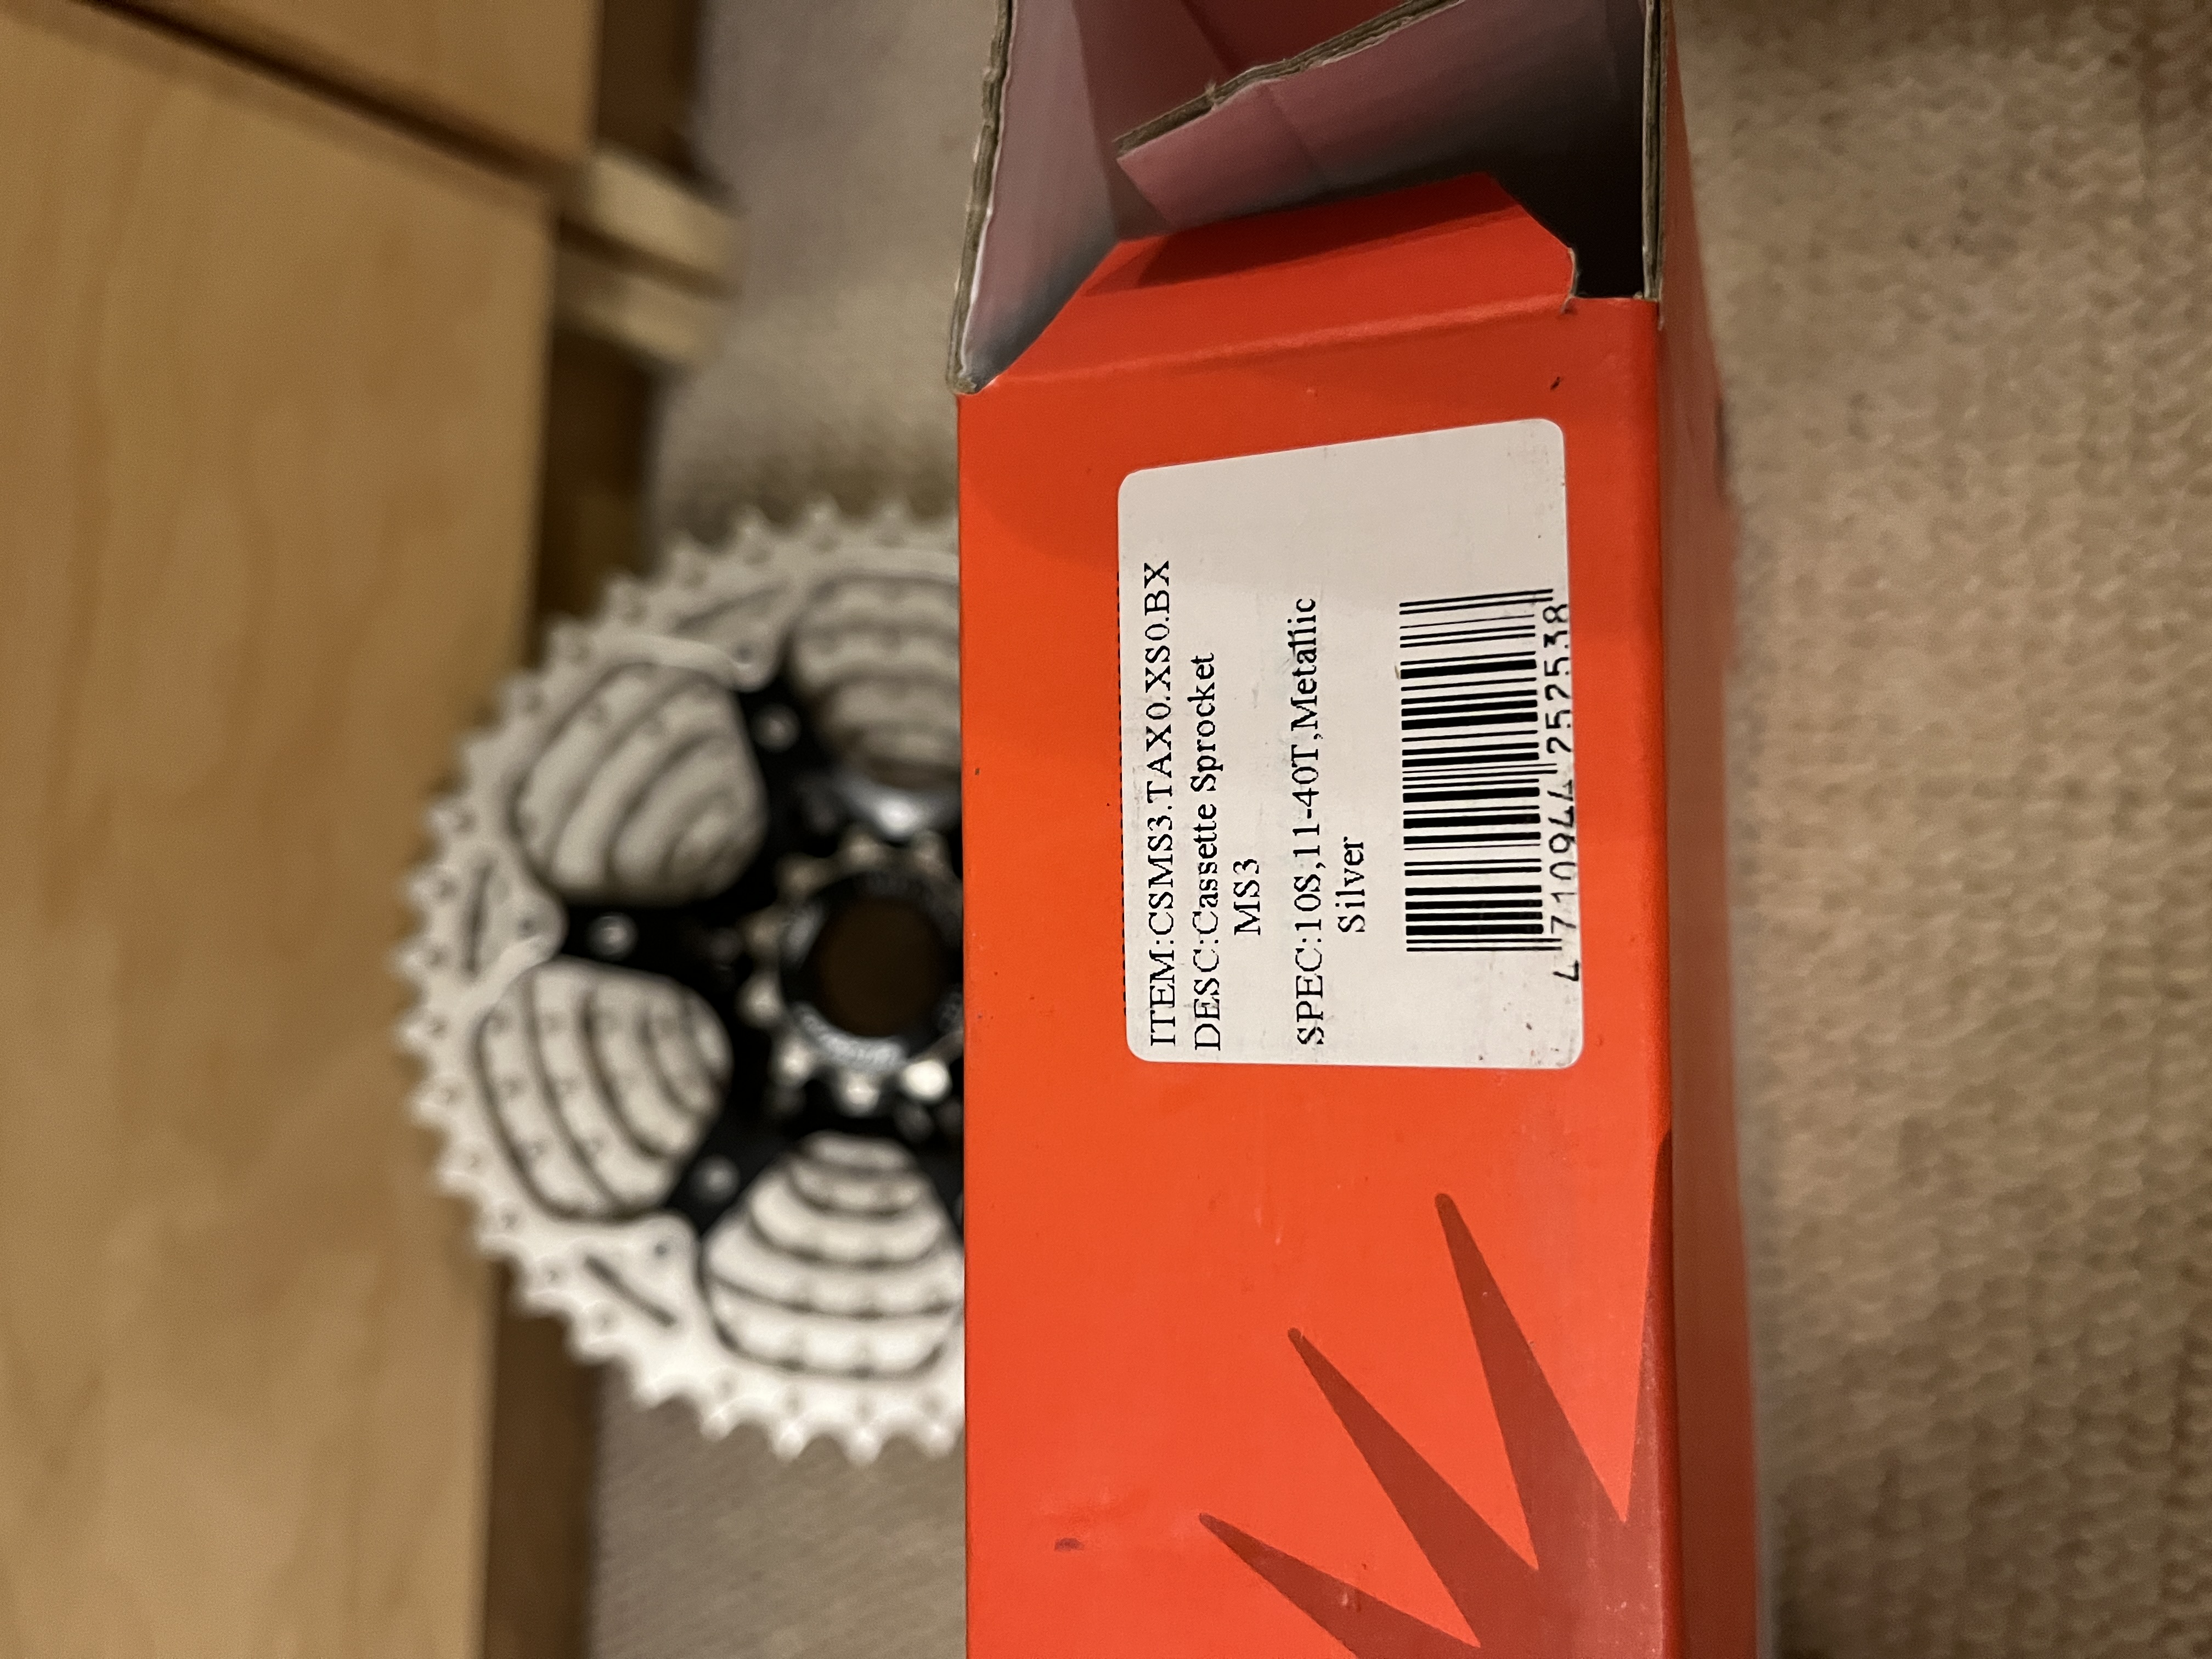 ITEM:CSMS3.TAX0.XS0.BX
DESC:Cassette Sprocket
MS3
SPEC:10S,11-40T,Metallic
Silver
4 710944 252538